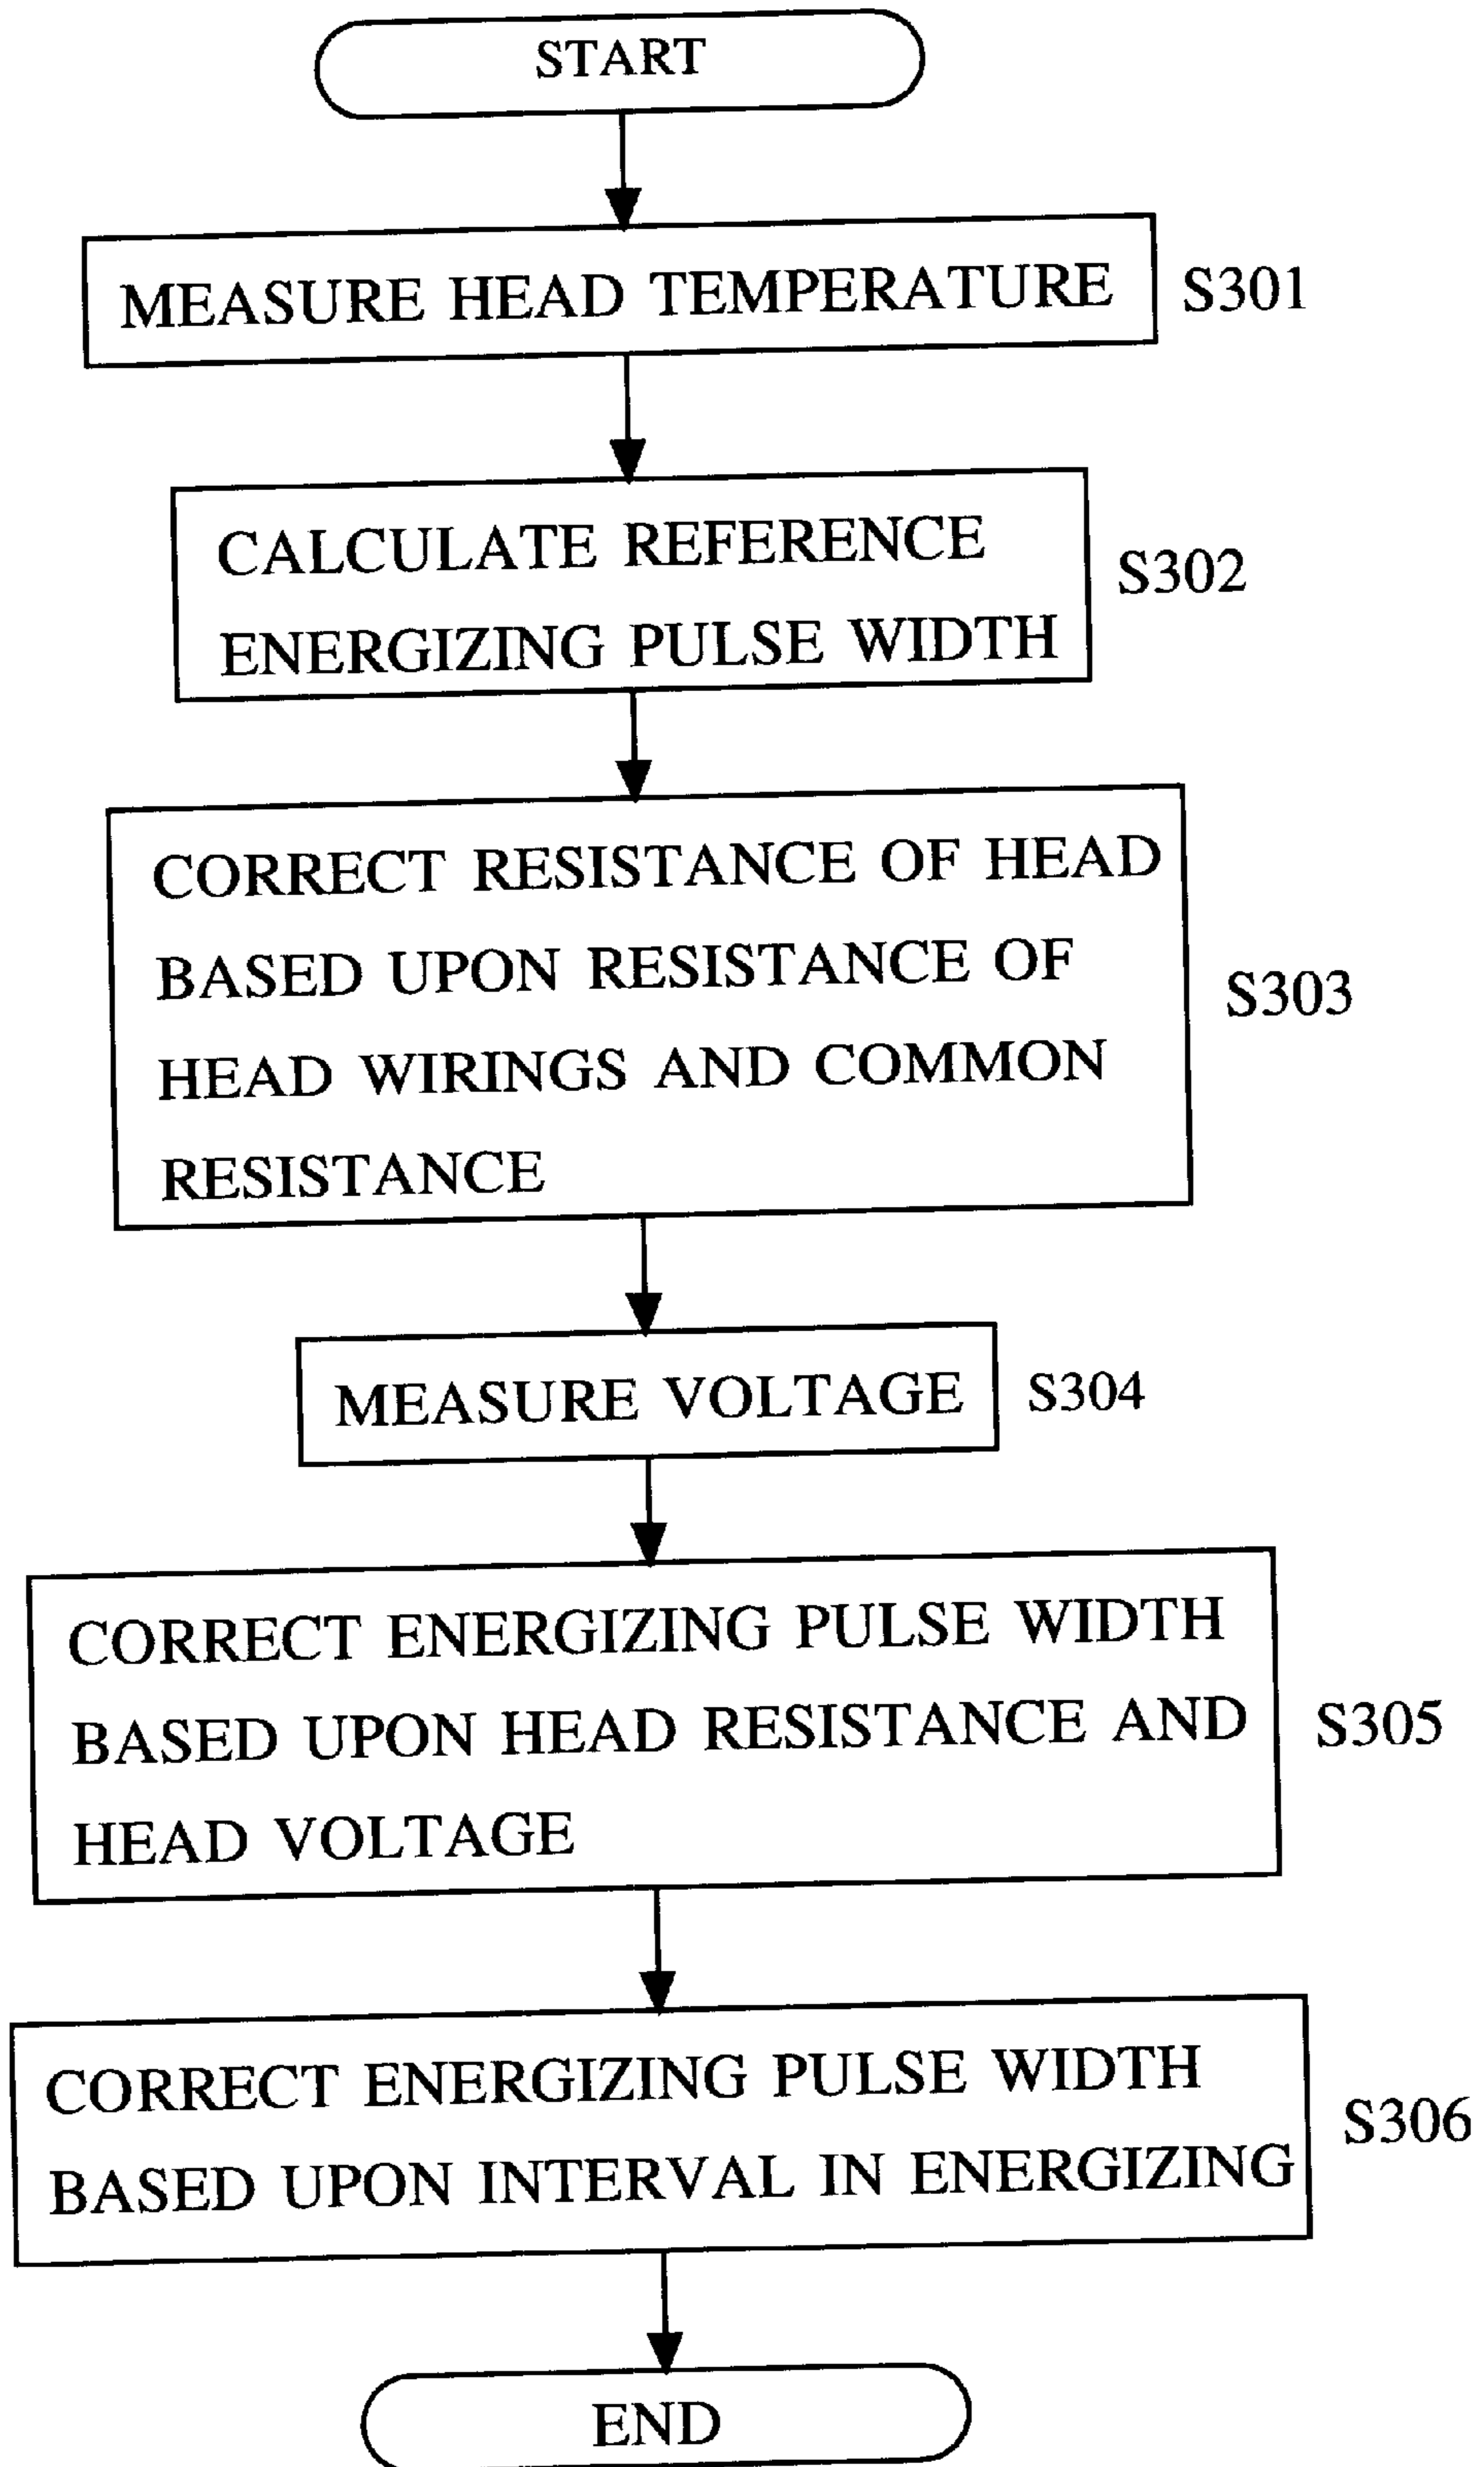 START
MEASURE HEAD TEMPERATURE
S301
CALCULATE REFERENCE
ENERGIZING PULSE WIDTH
S302
CORRECT RESISTANCE OF HEAD
BASED UPON RESISTANCE OF
HEAD WIRINGS AND COMMON
RESISTANCE
S303
MEASURE VOLTAGE
S304
CORRECT ENERGIZING PULSE WIDTH
BASED UPON HEAD RESISTANCE AND
HEAD VOLTAGE
S305
CORRECT ENERGIZING PULSE WIDTH
BASED UPON INTERVAL IN ENERGIZING
S306
END